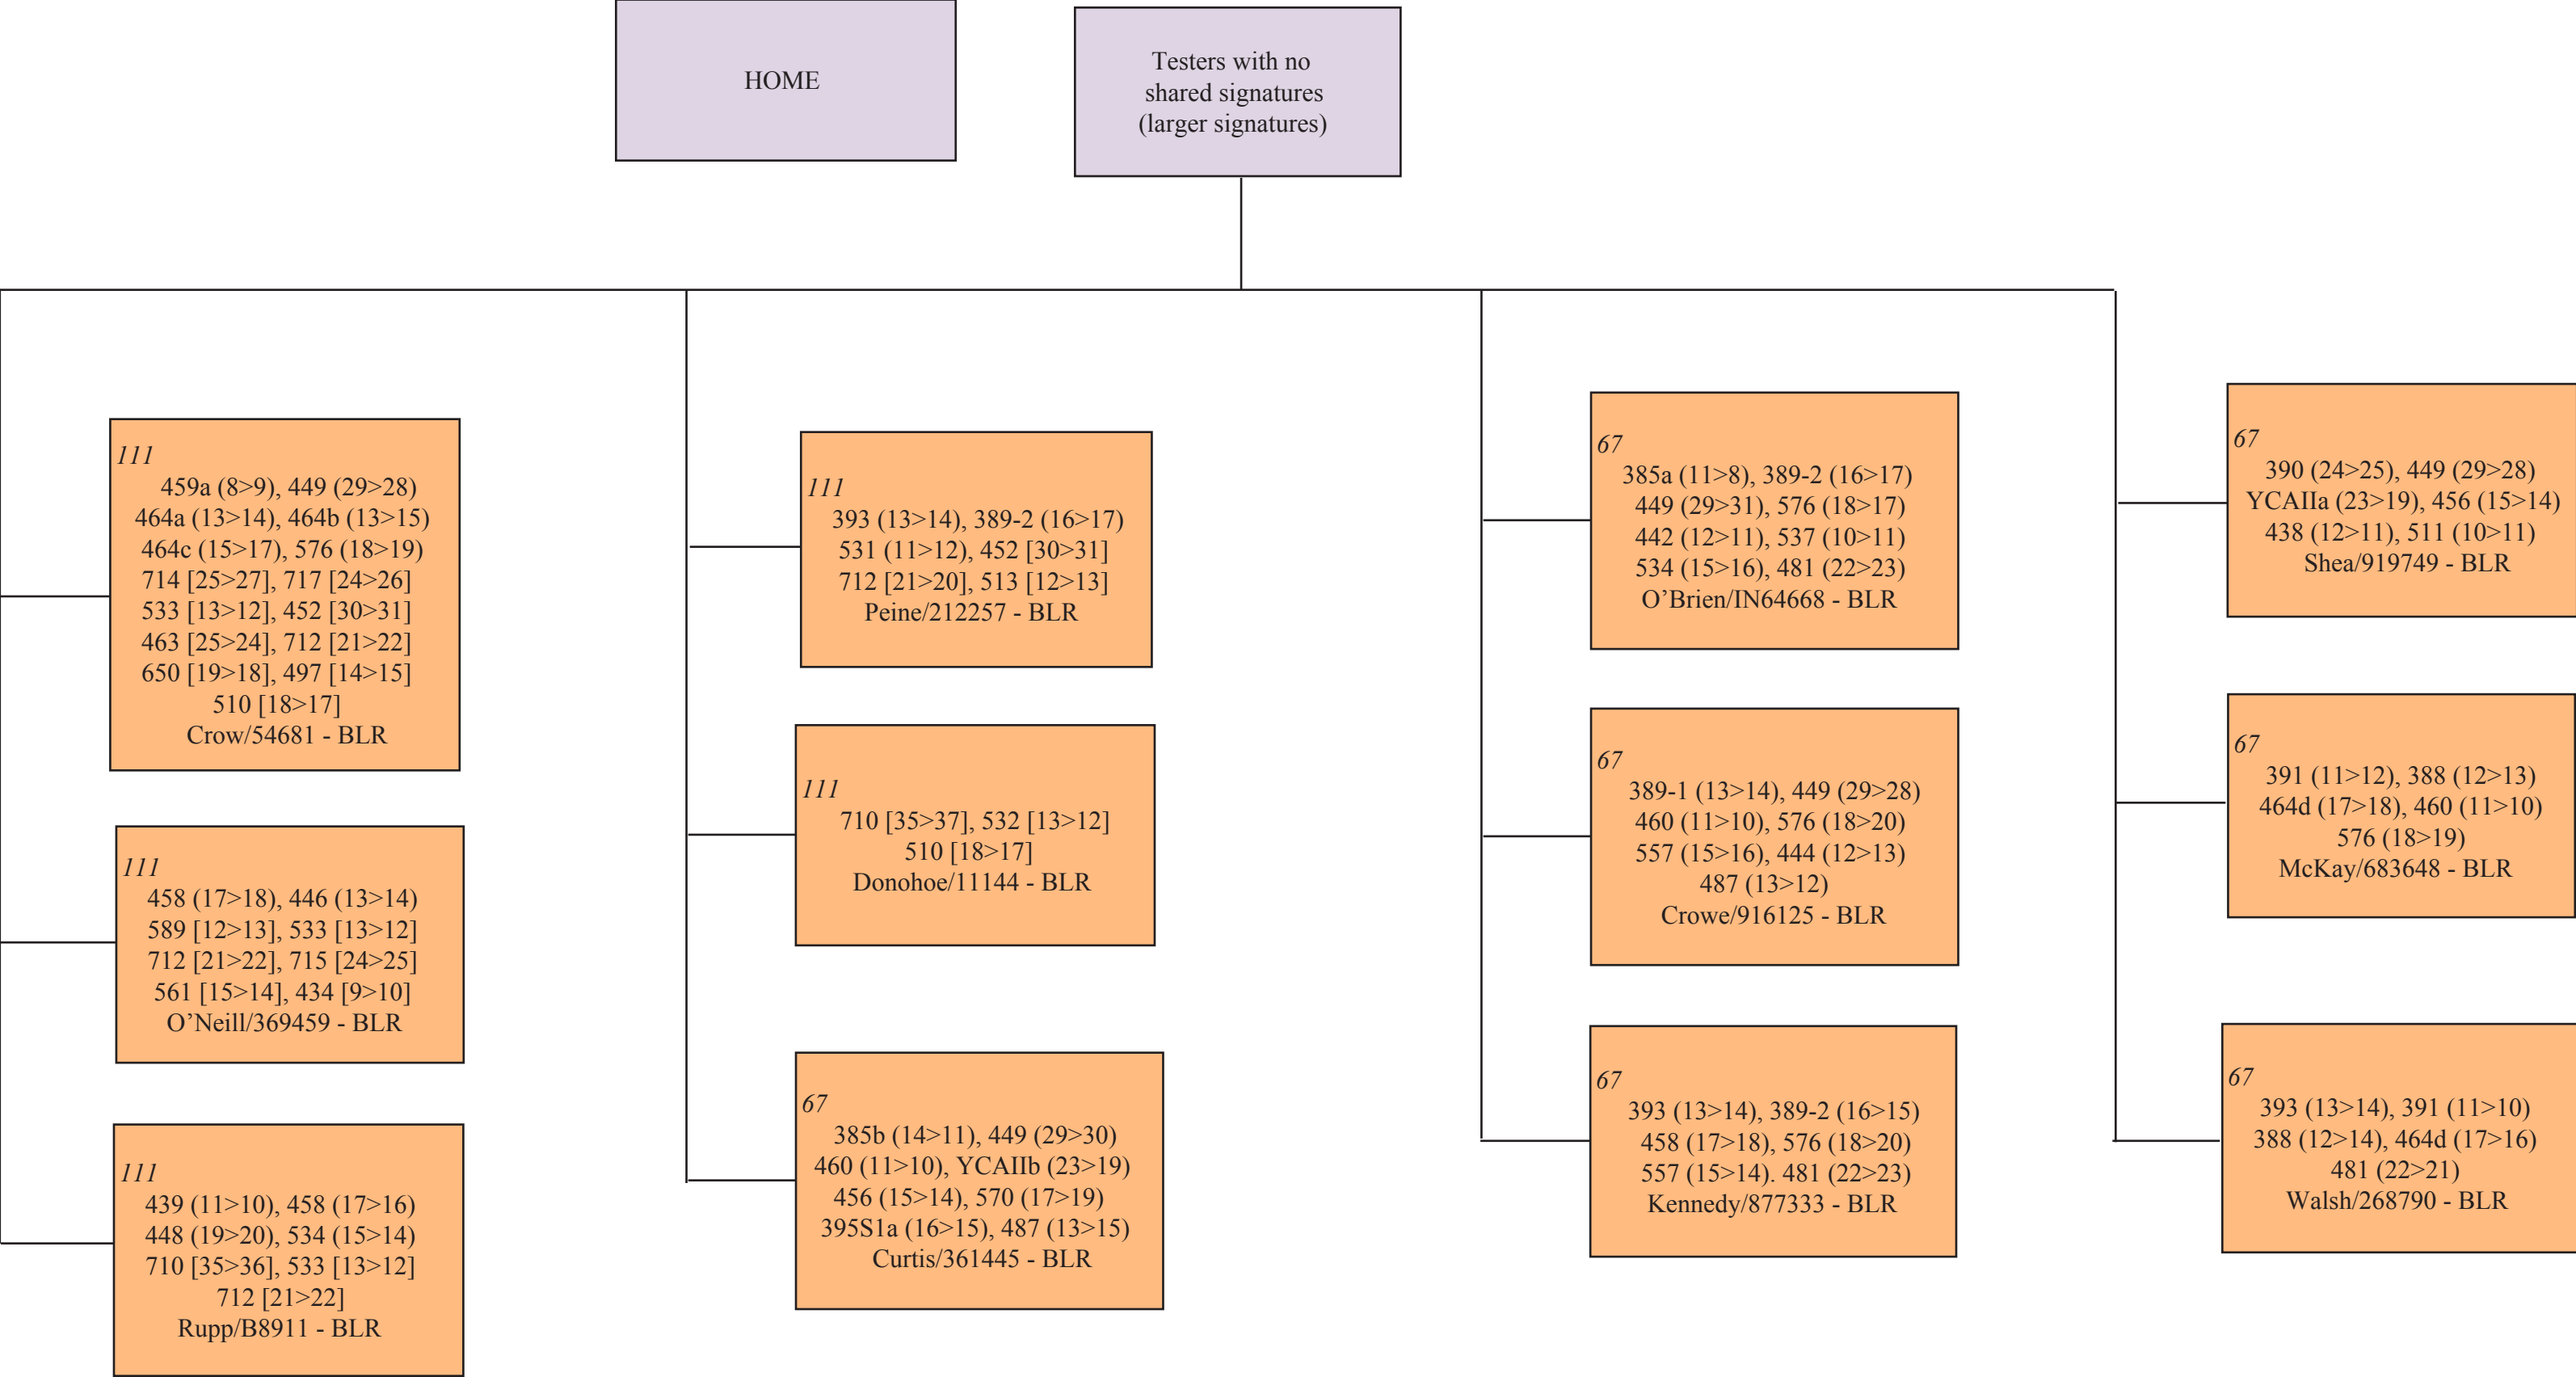 HOME
Testers with no
shared signatures
(larger signatures)
111
459a (8>9), 449 (29>28)
464a (13>14), 464b (13>15)
464c (15>17), 576 (18>19)
714 [25>27], 717 [24>26]
533 [13>12], 452 [30>31]
463 [25>24], 712 [21>22]
650 [19>18], 497 [14>15]
510 [18>17]
Crow/54681 - BLR
111
458 (17>18), 446 (13>14)
589 [12>13], 533 [13>12]
712 [21>22], 715 [24>25]
561 [15>14], 434 [9>10]
O’Neill/369459 - BLR
111
439 (11>10), 458 (17>16)
448 (19>20), 534 (15>14)
710 [35>36], 533 [13>12]
712 [21>22]
Rupp/B8911 - BLR
111
393 (13>14), 389-2 (16>17)
531 (11>12), 452 [30>31]
712 [21>20], 513 [12>13]
Peine/212257 - BLR
111
710 [35>37], 532 [13>12]
510 [18>17]
Donohoe/11144 - BLR
67
385b (14>11), 449 (29>30)
460 (11>10), YCAIIb (23>19)
456 (15>14), 570 (17>19)
395S1a (16>15), 487 (13>15)
Curtis/361445 - BLR
67
385a (11>8), 389-2 (16>17)
449 (29>31), 576 (18>17)
442 (12>11), 537 (10>11)
534 (15>16), 481 (22>23)
O’Brien/IN64668 - BLR
67
389-1 (13>14), 449 (29>28)
460 (11>10), 576 (18>20)
557 (15>16), 444 (12>13)
487 (13>12)
Crowe/916125 - BLR
67
393 (13>14), 389-2 (16>15)
458 (17>18), 576 (18>20)
557 (15>14). 481 (22>23)
Kennedy/877333 - BLR
67
390 (24>25), 449 (29>28)
YCAIIa (23>19), 456 (15>14)
438 (12>11), 511 (10>11)
Shea/919749 - BLR
67
391 (11>12), 388 (12>13)
464d (17>18), 460 (11>10)
576 (18>19)
McKay/683648 - BLR
67
393 (13>14), 391 (11>10)
388 (12>14), 464d (17>16)
481 (22>21)
Walsh/268790 - BLR